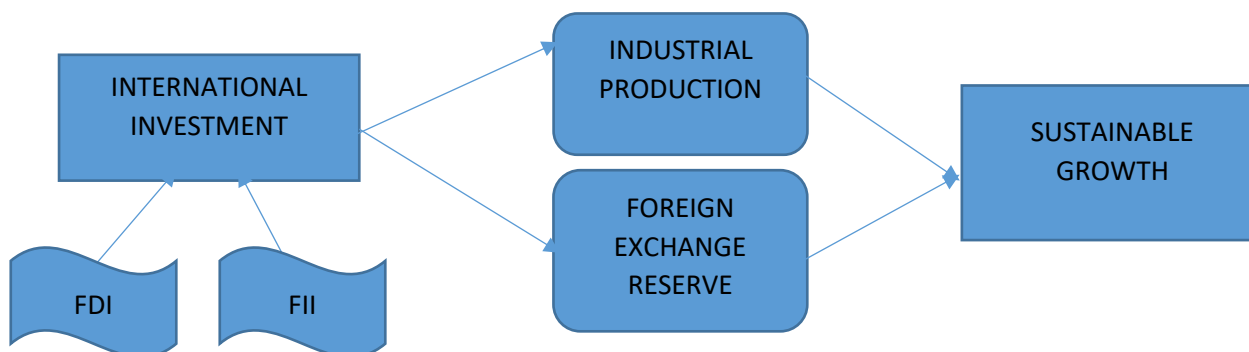 INTERNATIONAL
INVESTMENT
FDI
FII
INDUSTRIAL
PRODUCTION
FOREIGN
EXCHANGE
RESERVE
SUSTAINABLE
GROWTH